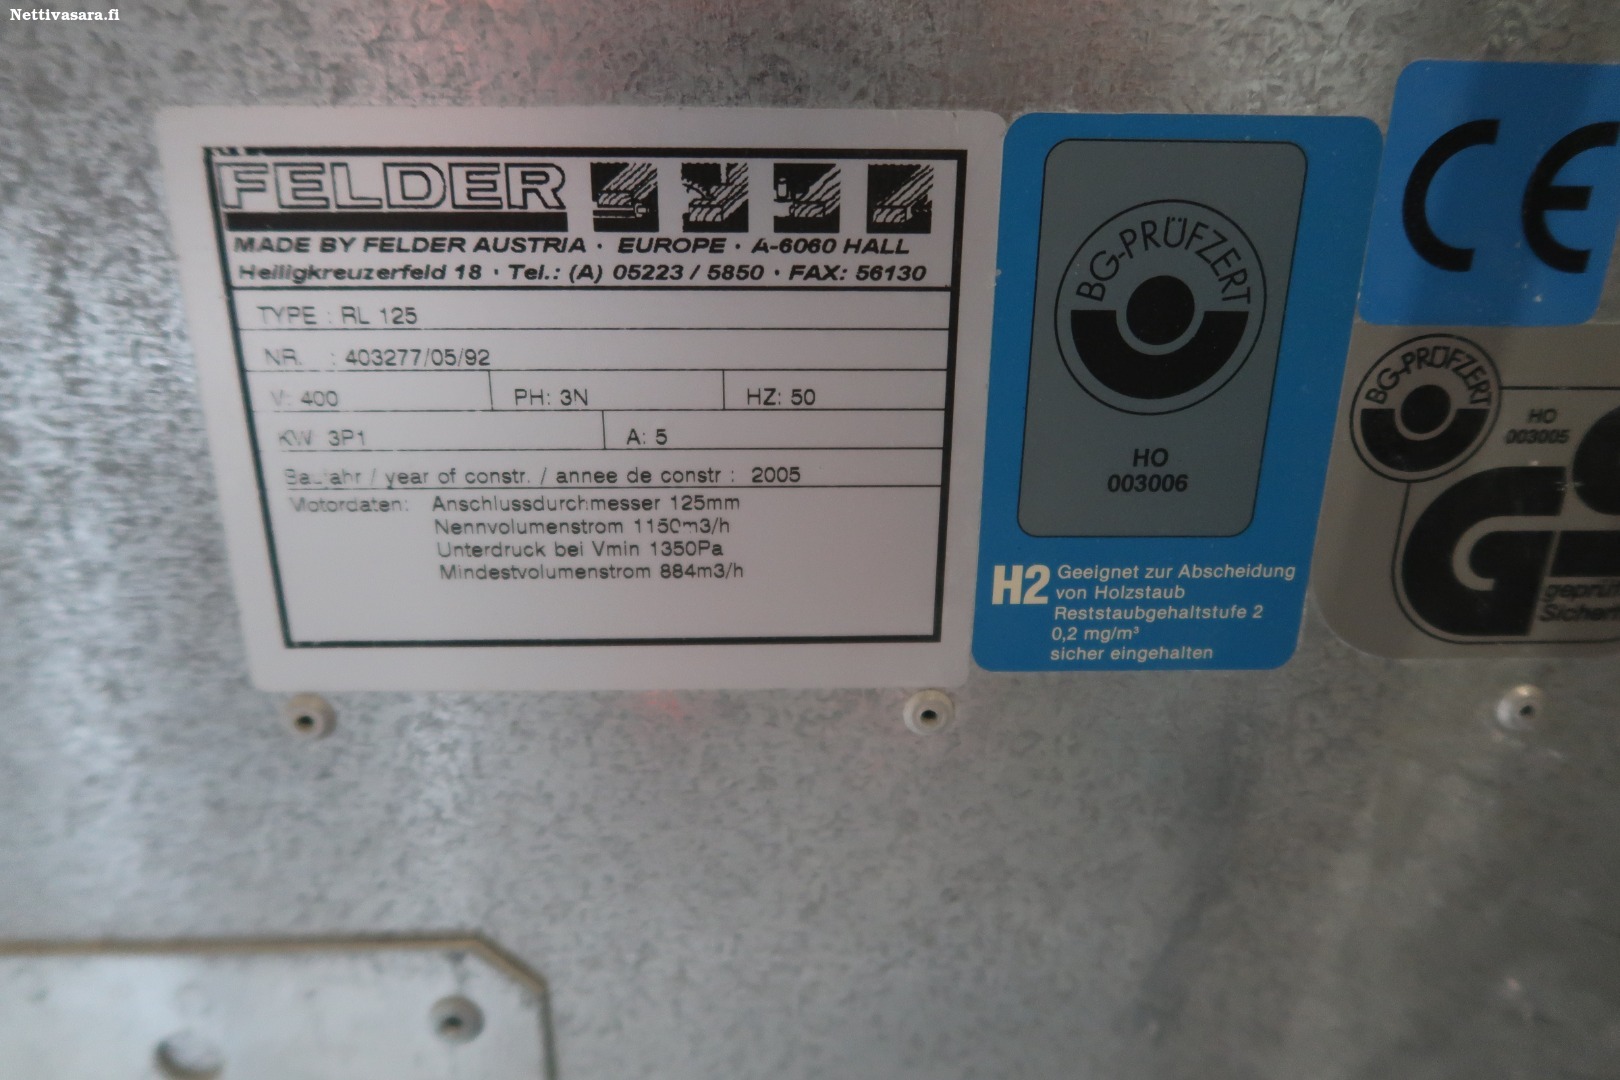 Nettivasara.fi
FELDER
MADE BY FELDER AUSTRIA · EUROPE · A-6060 HALL
Heiligkreuzerfeld 18 · Tel.: (A) 05223 / 5850 · FAX: 56130
TYPE : RL 125
NR. : 403277/05/92
V: 400 PH: 3N HZ: 50
KW 3P1 A: 5
Baujahr / year of constr. / annee de constr : 2005
Motordaten: Anschlussdurchmesser 125mm
Nennvolumenstrom 1150m3/h
Unterdruck bei Vmin 1350Pa
Mindestvolumenstrom 884m3/h
BG-PRÜFZERT
HO
003006
H2 Geeignet zur Abscheidung
von Holzstaub
Reststaubgehaltstufe 2
0,2 mg/m³
sicher eingehalten
CE
BG-PRÜFZERT
HO
003005